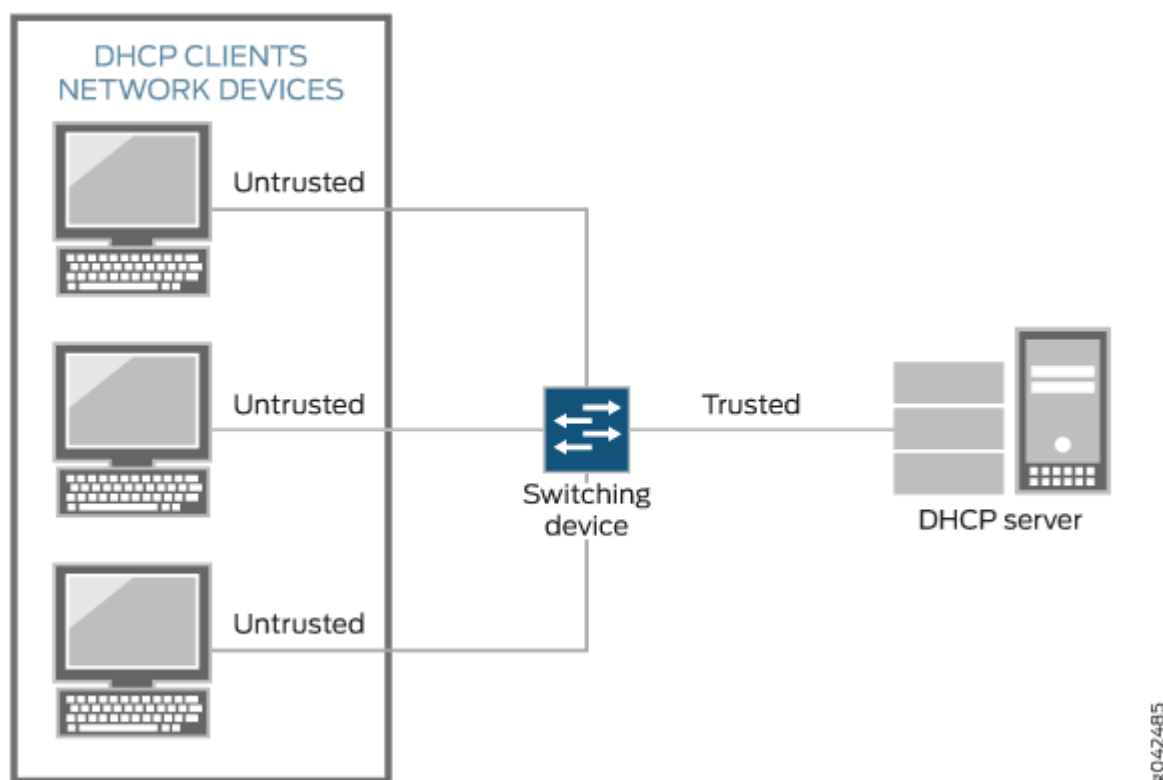 DHCP CLIENTS
NETWORK DEVICES
Untrusted
Untrusted
Trusted
Switching
device
DHCP server
Untrusted
g042485